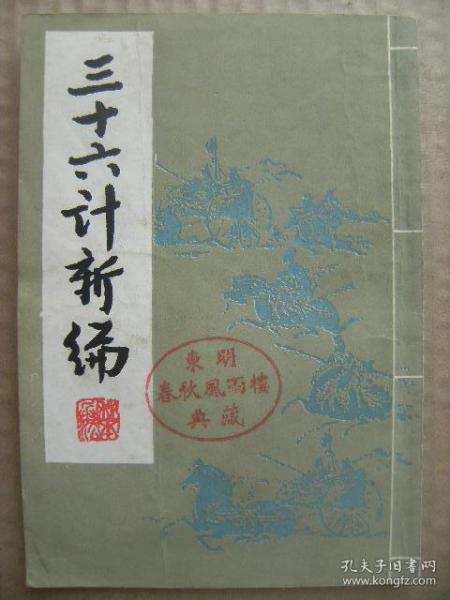 三十六计新编
東明
春秋風雨樓
典藏
孔夫子旧书网
www.kongfz.com